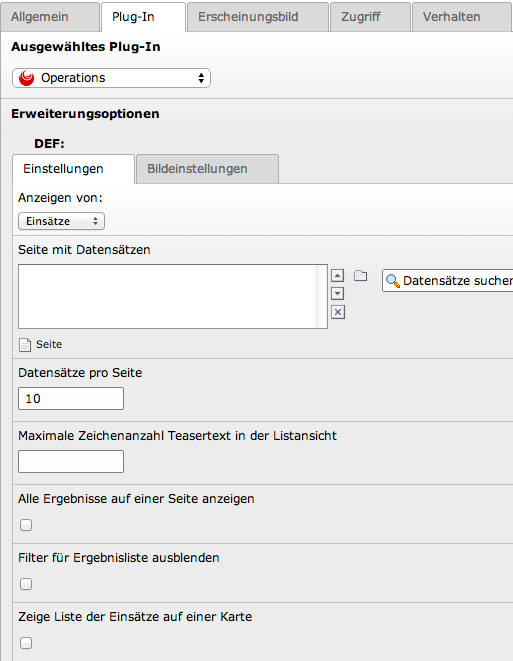 Allgemein Plug-In Erscheinungsbild Zugriff Verhalten
Ausgewähltes Plug-In
Operations
Erweiterungsoptionen
DEF:
Einstellungen Bildeinstellungen
Anzeigen von:
Einsätze
Seite mit Datensätzen
Datensätze suchen
Seite
Datensätze pro Seite
10
Maximale Zeichenanzahl Teasertext in der Listansicht
Alle Ergebnisse auf einer Seite anzeigen
Filter für Ergebnisliste ausblenden
Zeige Liste der Einsätze auf einer Karte